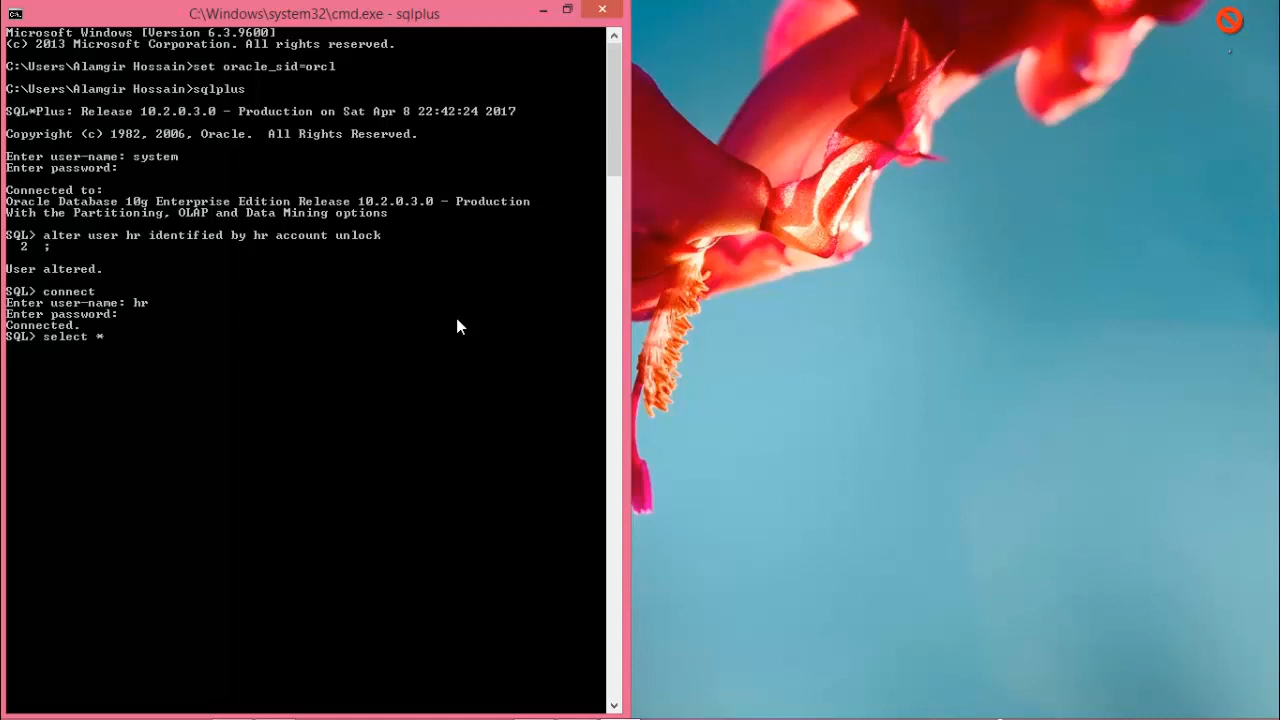 C:\Windows\system32\cmd.exe - sqlplus
Microsoft Windows [Version 6.3.9600]
(c) 2013 Microsoft Corporation. All rights reserved.
C:\Users\Alamgir Hossain>set oracle_sid=orcl
C:\Users\Alamgir Hossain>sqlplus
SQL*Plus: Release 10.2.0.3.0 - Production on Sat Apr 8 22:42:24 2017
Copyright (c) 1982, 2006, Oracle.  All Rights Reserved.
Enter user-name: system
Enter password:
Connected to:
Oracle Database 10g Enterprise Edition Release 10.2.0.3.0 - Production
With the Partitioning, OLAP and Data Mining options
SQL> alter user hr identified by hr account unlock
  2  ;
User altered.
SQL> connect
Enter user-name: hr
Enter password:
Connected.
SQL> select *